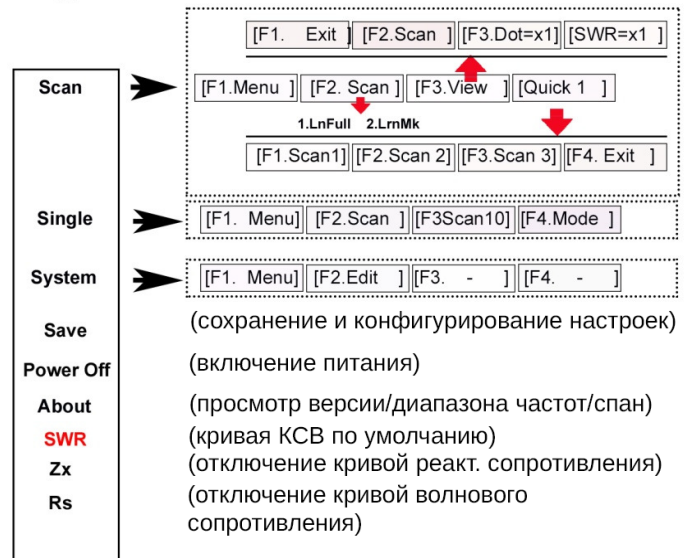 [F1. Exit ] [F2.Scan ] [F3.Dot=x1] [SWR=x1 ]
Scan [F1.Menu ] [F2. Scan ] [F3.View ] [Quick 1 ]
1.LnFull 2.LrnMk
[F1.Scan1] [F2.Scan 2] [F3.Scan 3] [F4. Exit ]
Single [F1. Menu] [F2.Scan ] [F3Scan10] [F4.Mode ]
System [F1. Menu] [F2.Edit ] [F3. - ] [F4. - ]
Save (сохранение и конфигурирование настроек)
Power Off (включение питания)
About (просмотр версии/диапазона частот/спан)
SWR (кривая КСВ по умолчанию)
Zx (отключение кривой реакт. сопротивления)
Rs (отключение кривой волнового
сопротивления)